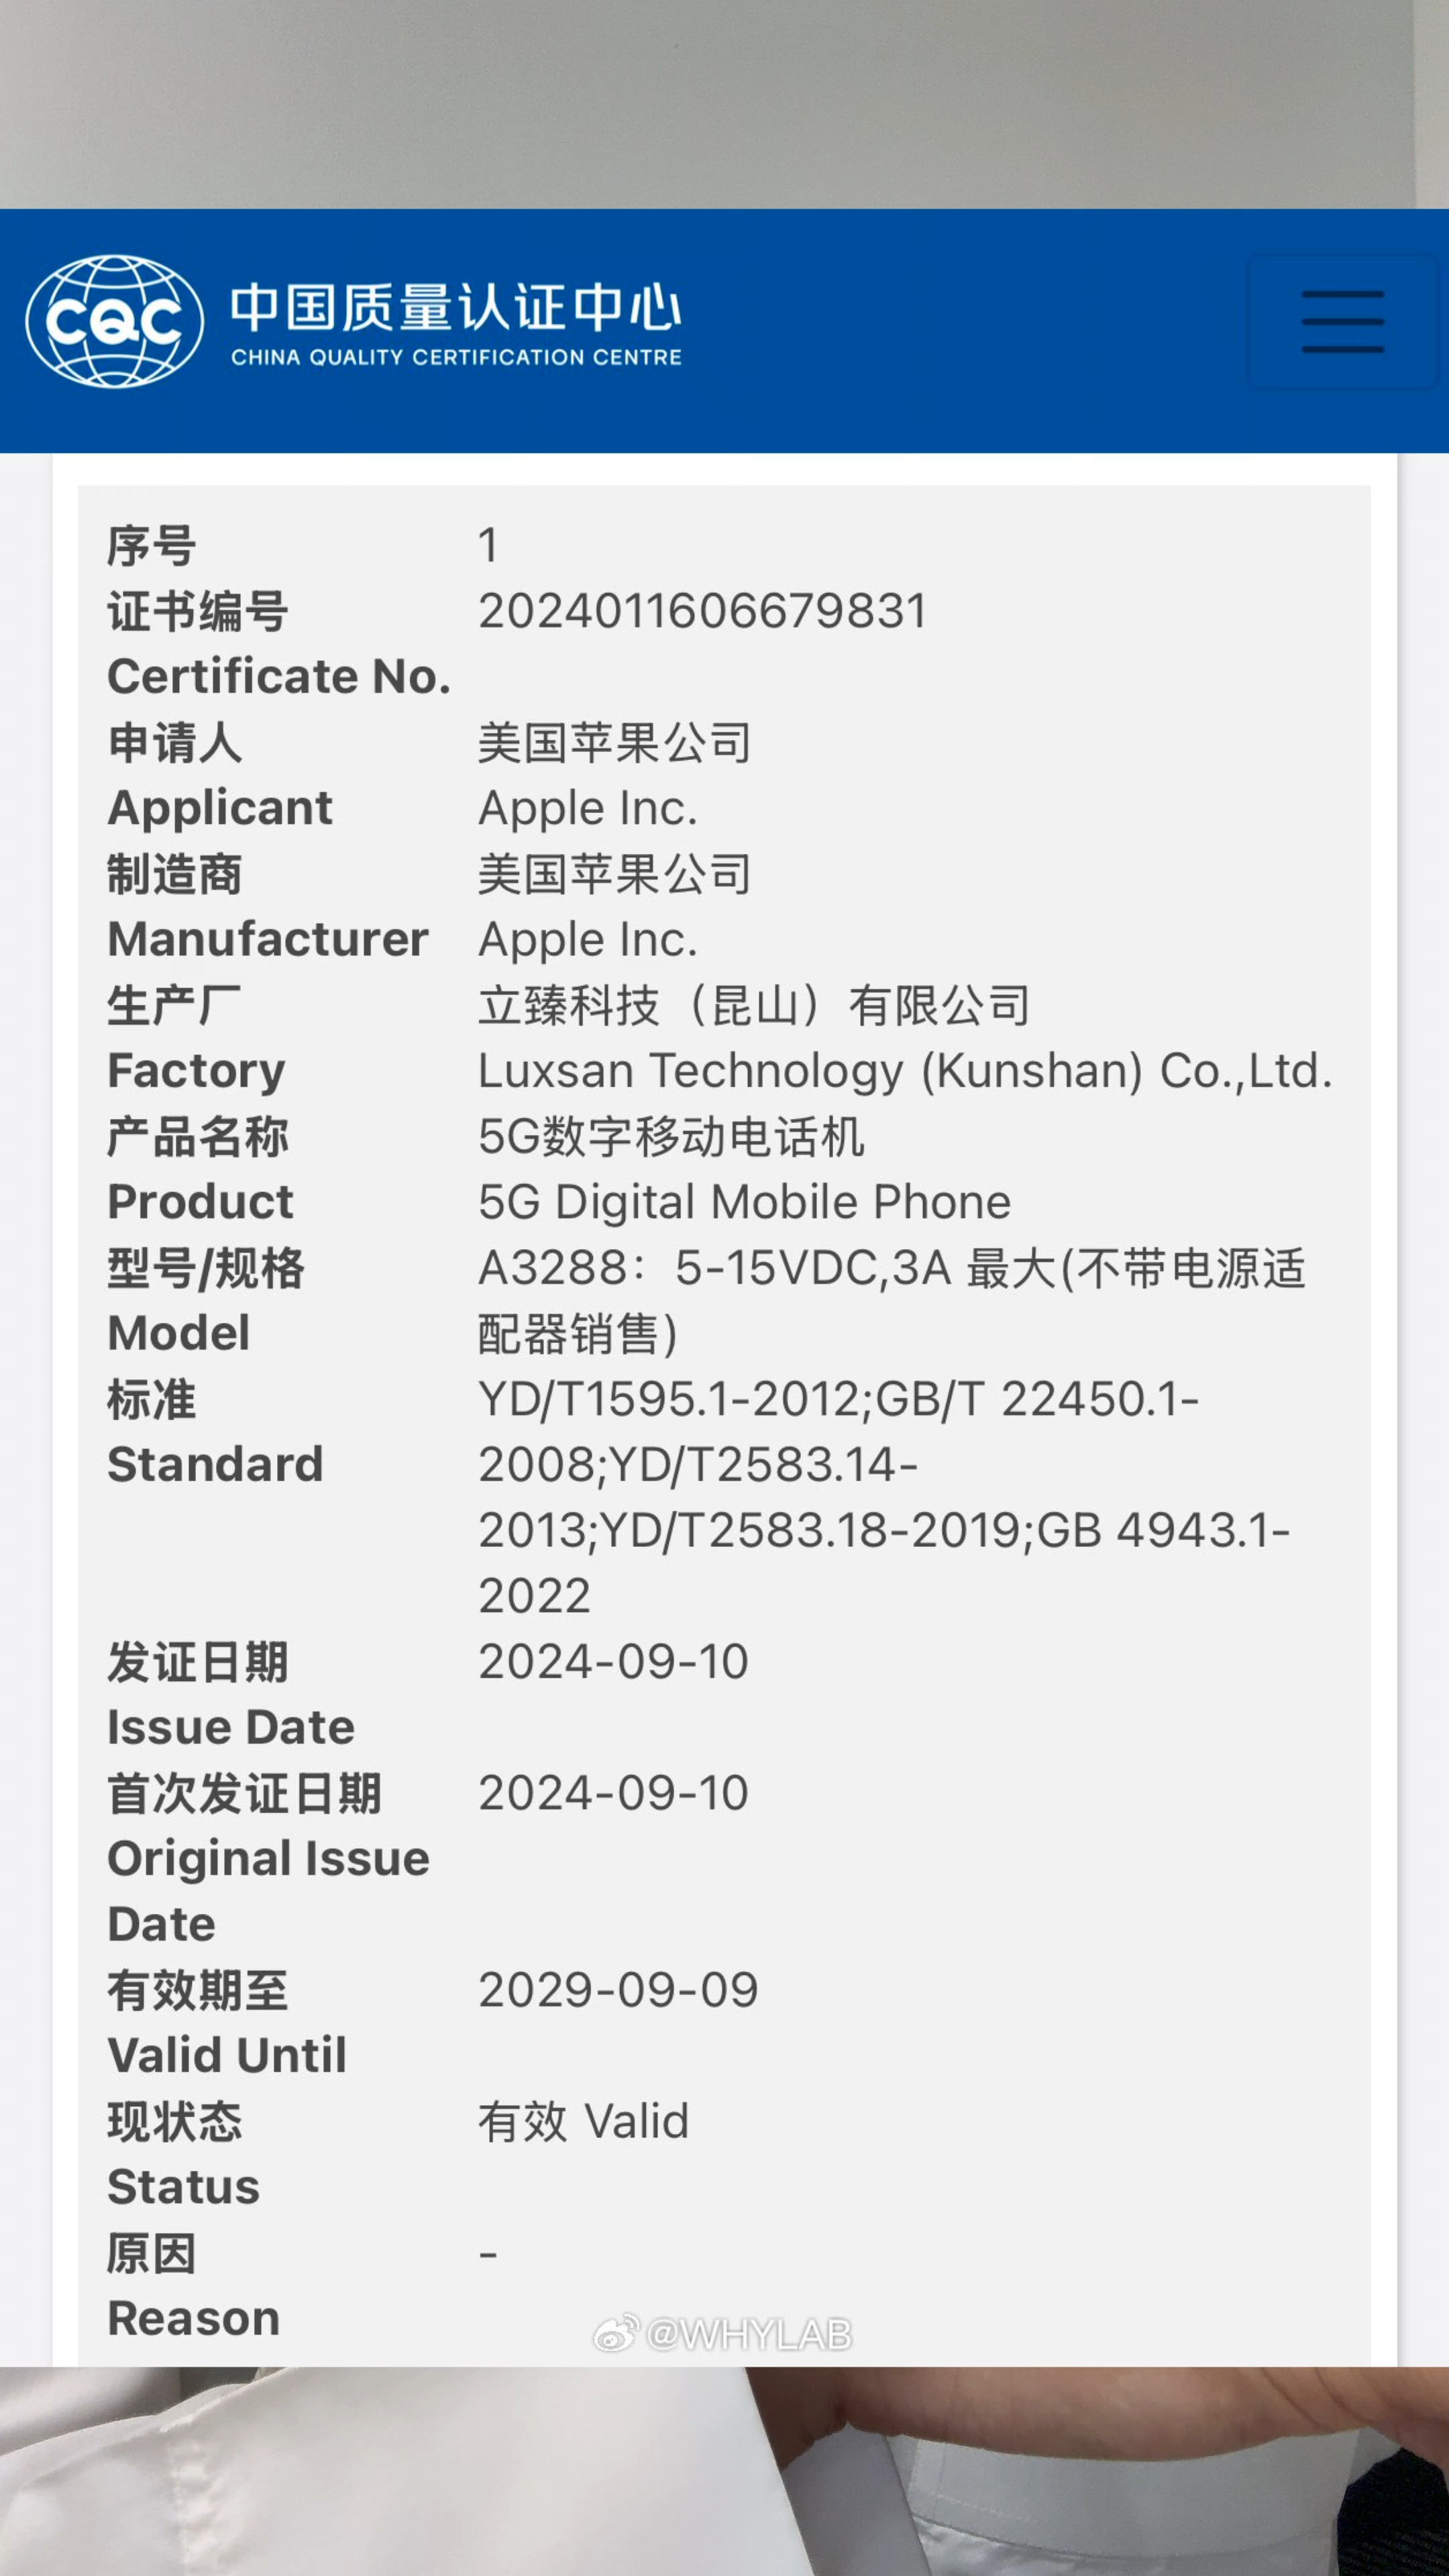 CQC
中国质量认证中心
CHINA QUALITY CERTIFICATION CENTRE
序号 1
证书编号 2024011606679831
Certificate No.
申请人 美国苹果公司
Applicant Apple Inc.
制造商 美国苹果公司
Manufacturer Apple Inc.
生产厂 立臻科技（昆山）有限公司
Factory Luxsan Technology (Kunshan) Co.,Ltd.
产品名称 5G数字移动电话机
Product 5G Digital Mobile Phone
型号/规格 A3288：5-15VDC,3A 最大(不带电源适
Model 配器销售)
标准 YD/T1595.1-2012;GB/T 22450.1-
Standard 2008;YD/T2583.14-
2013;YD/T2583.18-2019;GB 4943.1-
2022
发证日期 2024-09-10
Issue Date
首次发证日期 2024-09-10
Original Issue
Date
有效期至 2029-09-09
Valid Until
现状态 有效 Valid
Status
原因 -
Reason
@WHYLAB